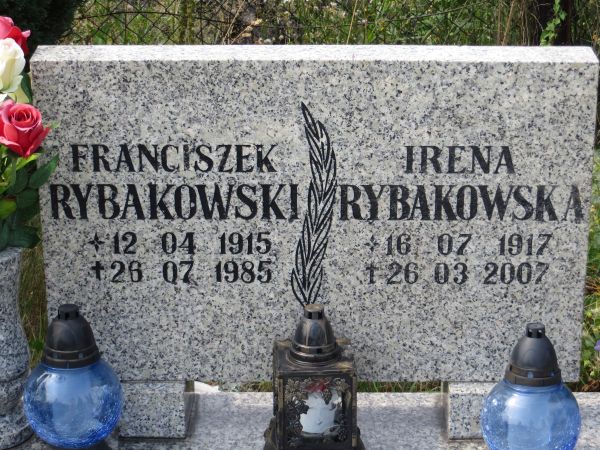 FRANCISZEK
RYBAKOWSKI
12 04 1915
†26 07 1985
IRENA
RYBAKOWSKA
16 07 1917
†26 03 2007